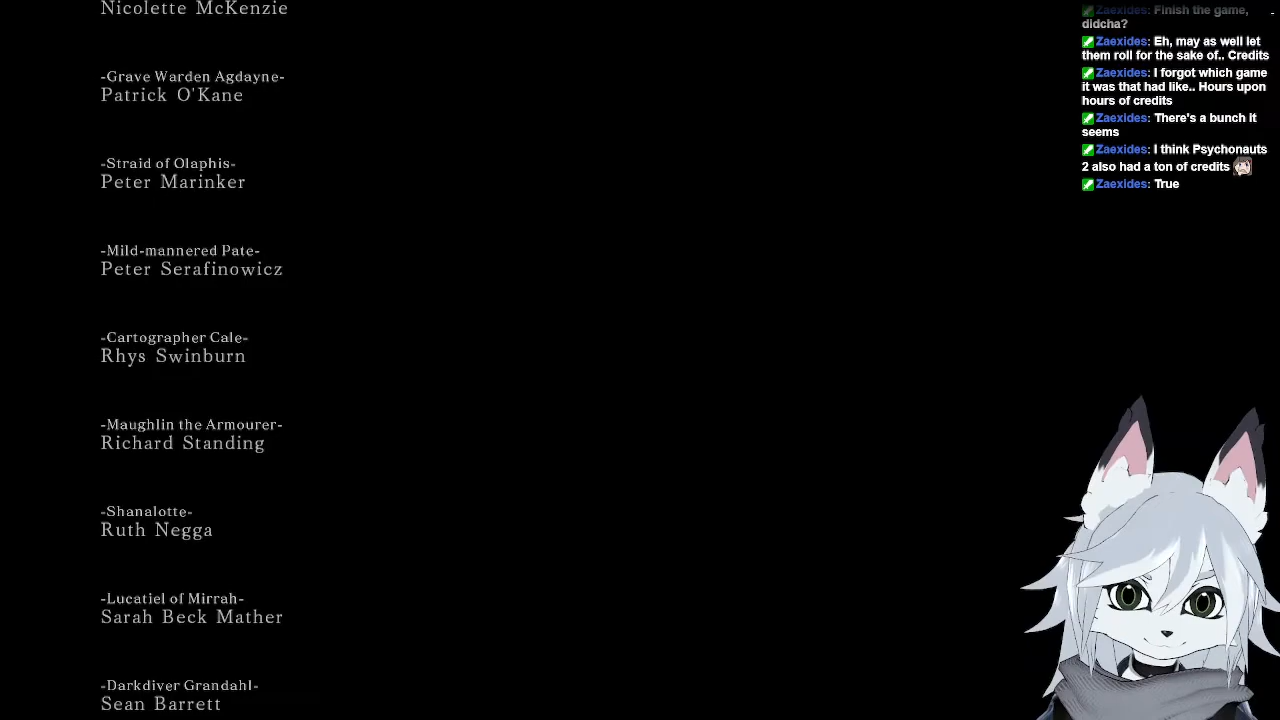 Nicolette McKenzie
-Grave Warden Agdayne-
Patrick O'Kane
-Straid of Olaphis-
Peter Marinker
-Mild-mannered Pate-
Peter Serafinowicz
-Cartographer Cale-
Rhys Swinburn
-Maughlin the Armourer-
Richard Standing
-Shanalotte-
Ruth Negga
-Lucatiel of Mirrah-
Sarah Beck Mather
-Darkdiver Grandahl-
Sean Barrett
Zaexides: Finish the game,
didcha?
Zaexides: Eh, may as well let
them roll for the sake of.. Credits
Zaexides: I forgot which game
it was that had like.. Hours upon
hours of credits
Zaexides: There's a bunch it
seems
Zaexides: I think Psychonauts
2 also had a ton of credits
Zaexides: True